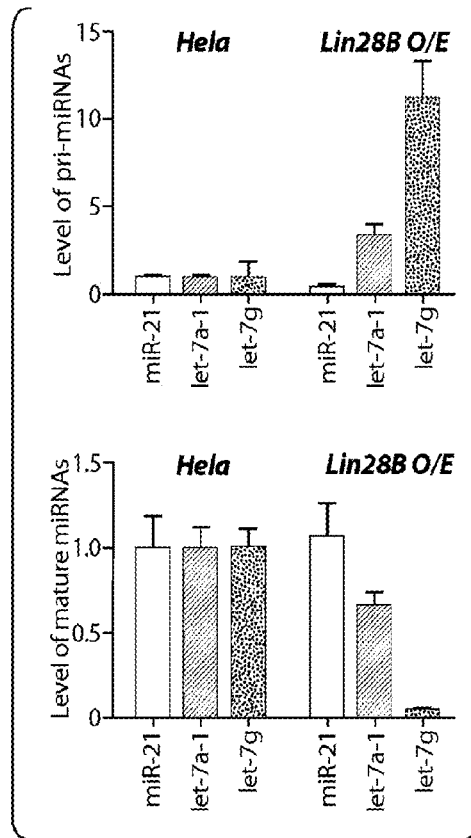 Hela Lin28B O/E
Level of pri-miRNAs
15
10
5
0
miR-21 let-7a-1 let-7g miR-21 let-7a-1 let-7g
Hela Lin28B O/E
Level of mature miRNAs
1.5
1.0
0.5
0
miR-21 let-7a-1 let-7g miR-21 let-7a-1 let-7g